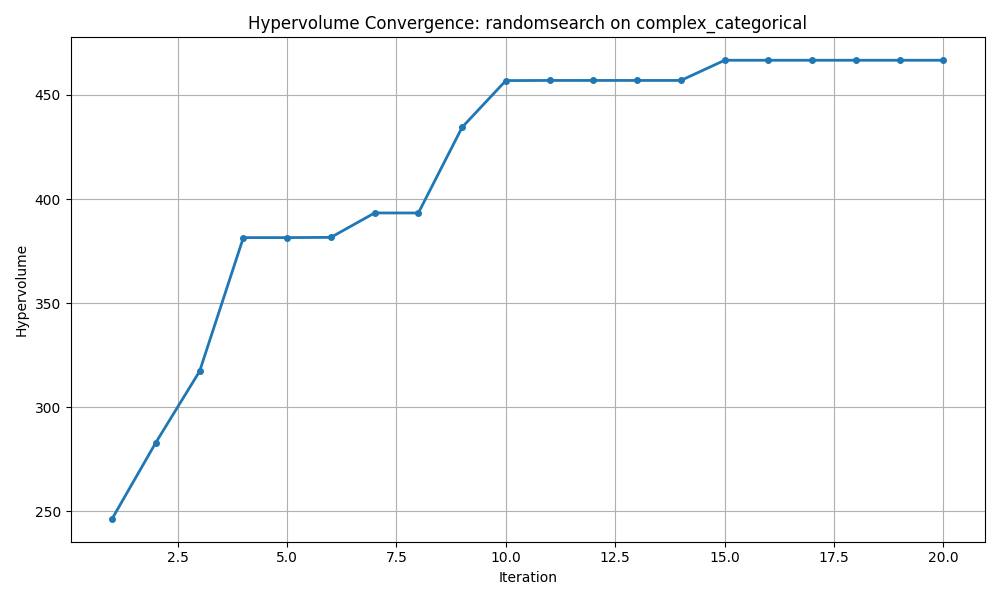 Hypervolume Convergence: randomsearch on complex_categorical
Hypervolume
450
400
350
300
250
2.5 5.0 7.5 10.0 12.5 15.0 17.5 20.0
Iteration